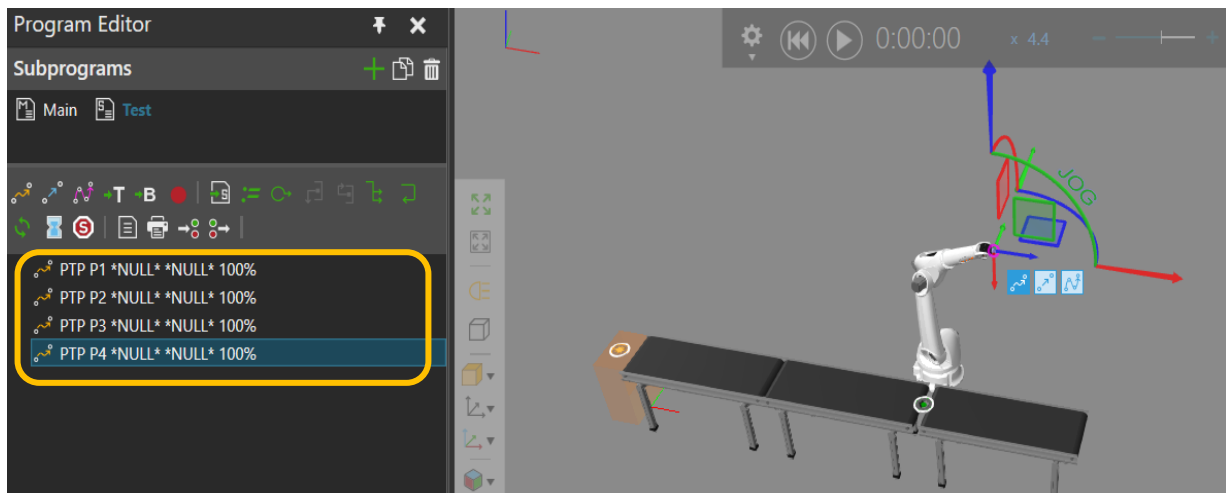 Program Editor
Subprograms
M Main S Test
T B S
S
PTP P1 *NULL* *NULL* 100%
PTP P2 *NULL* *NULL* 100%
PTP P3 *NULL* *NULL* 100%
PTP P4 *NULL* *NULL* 100%
0:00:00 x 4.4
JOG